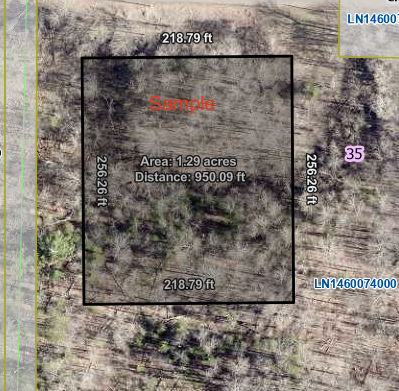 LN14600
218.79 ft
Sample
35
Area: 1.29 acres
Distance: 950.09 ft
256.26 ft
256.26 ft
218.79 ft
LN1460074000